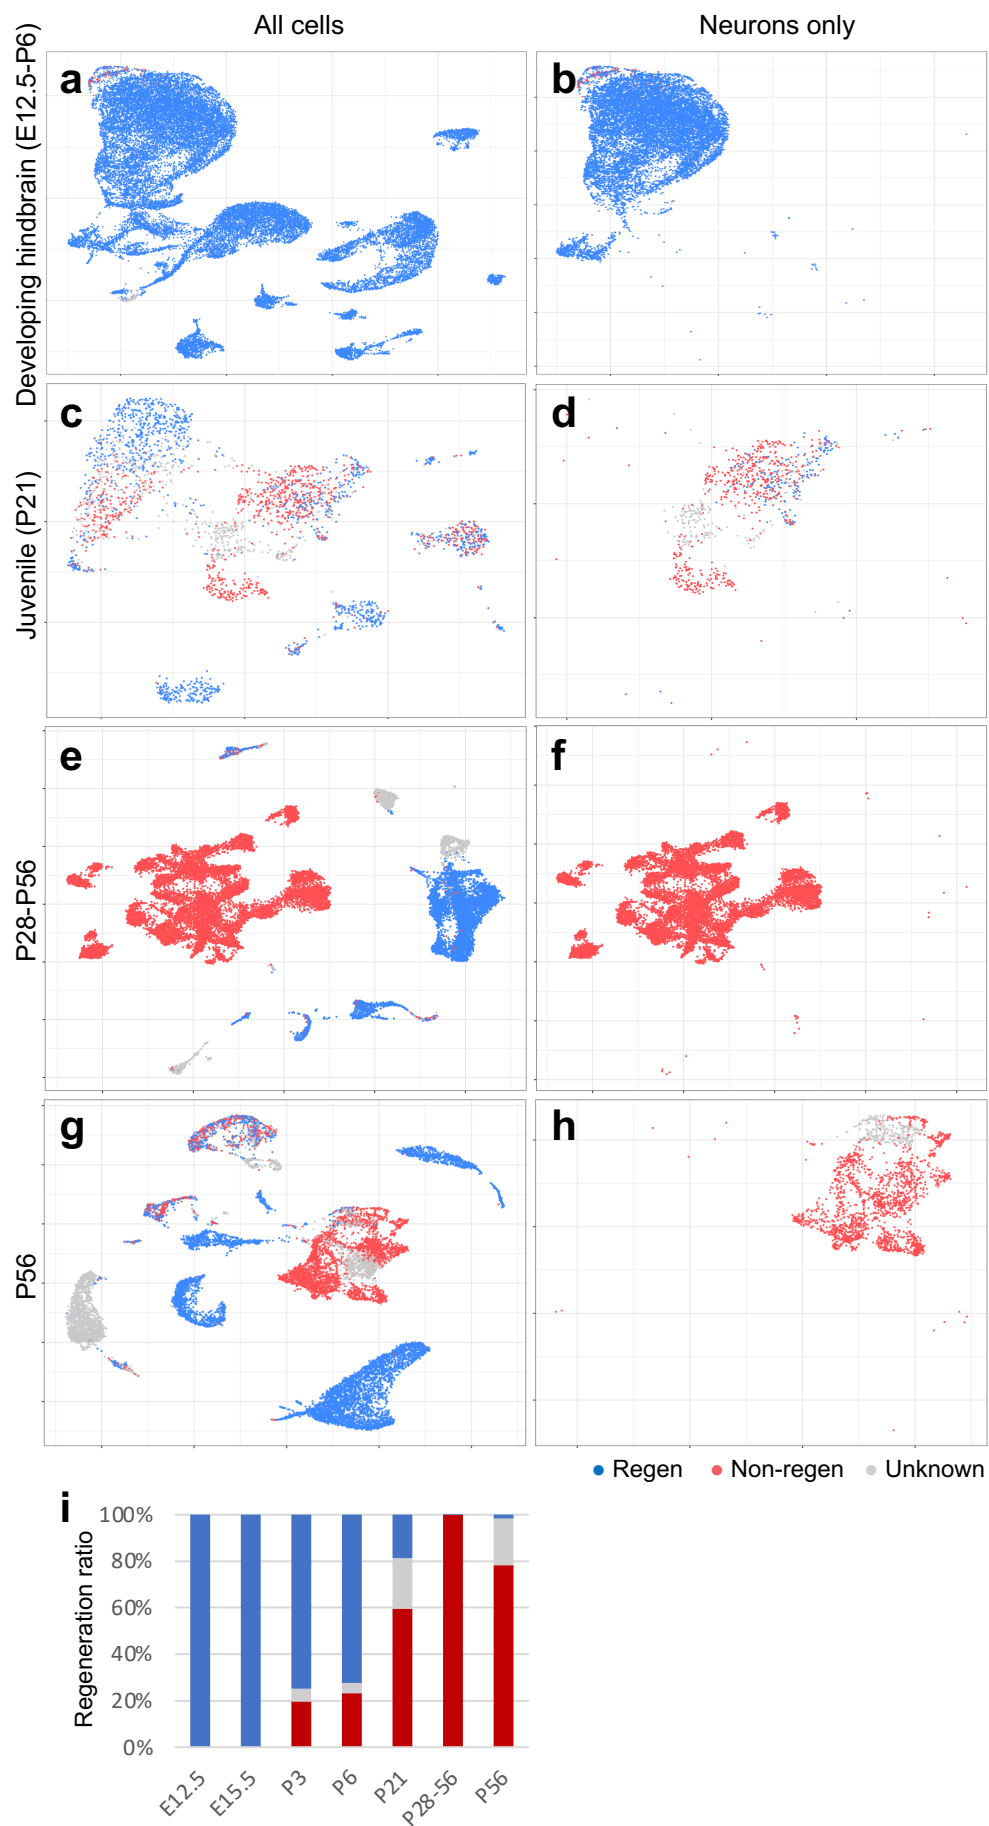 All cells
Neurons only
Developing hindbrain (E12.5-P6)
a
b
Juvenile (P21)
c
d
P28-P56
e
f
P56
g
h
Regen
Non-regen
Unknown
i
Regeneration ratio
100%
80%
60%
40%
20%
0%
E12.5
E15.5
P3
P6
P21
P28-56
P56